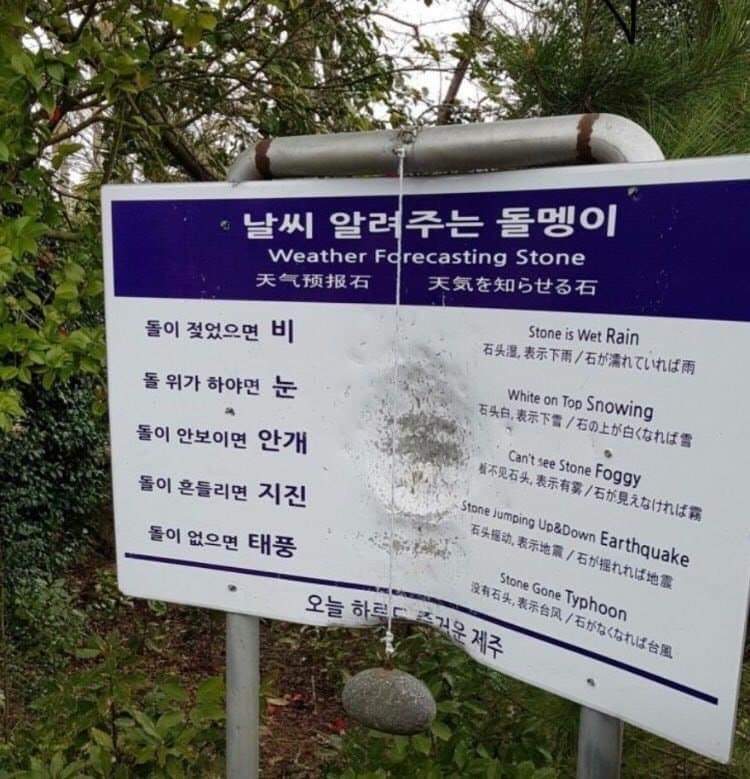 날씨 알려주는 돌멩이
Weather Forecasting Stone
天气预报石 天気を知らせる石
돌이 젖었으면 비
돌 위가 하야면 눈
돌이 안보이면 안개
돌이 흔들리면 지진
돌이 없으면 태풍
Stone is Wet Rain
石头湿, 表示下雨 / 石が濡れていれば雨
White on Top Snowing
石头白, 表示下雪 / 石の上が白くなれば雪
Can't see Stone Foggy
看不见石头, 表示有雾 / 石が見えなければ霧
Stone Jumping Up&Down Earthquake
石头摇动, 表示地震 / 石が揺れれば地震
Stone Gone Typhoon
没有石头, 表示台风 / 石がなくなれば台風
오늘 하루도 즐거운 제주